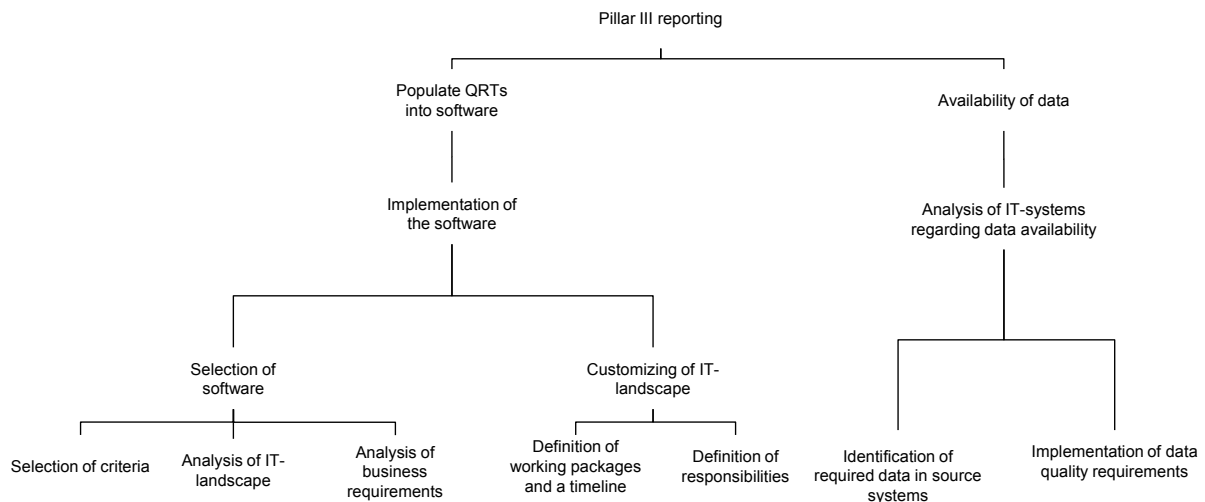 Pillar III reporting
Populate QRTs
into software
Availability of data
Implementation of
the software
Analysis of IT-systems
regarding data availability
Selection of
software
Customizing of IT-
landscape
Selection of criteria
Analysis of IT-
landscape
Analysis of
business
requirements
Definition of
working packages
and a timeline
Definition of
responsibilities
Identification of
required data in source
systems
Implementation of data
quality requirements